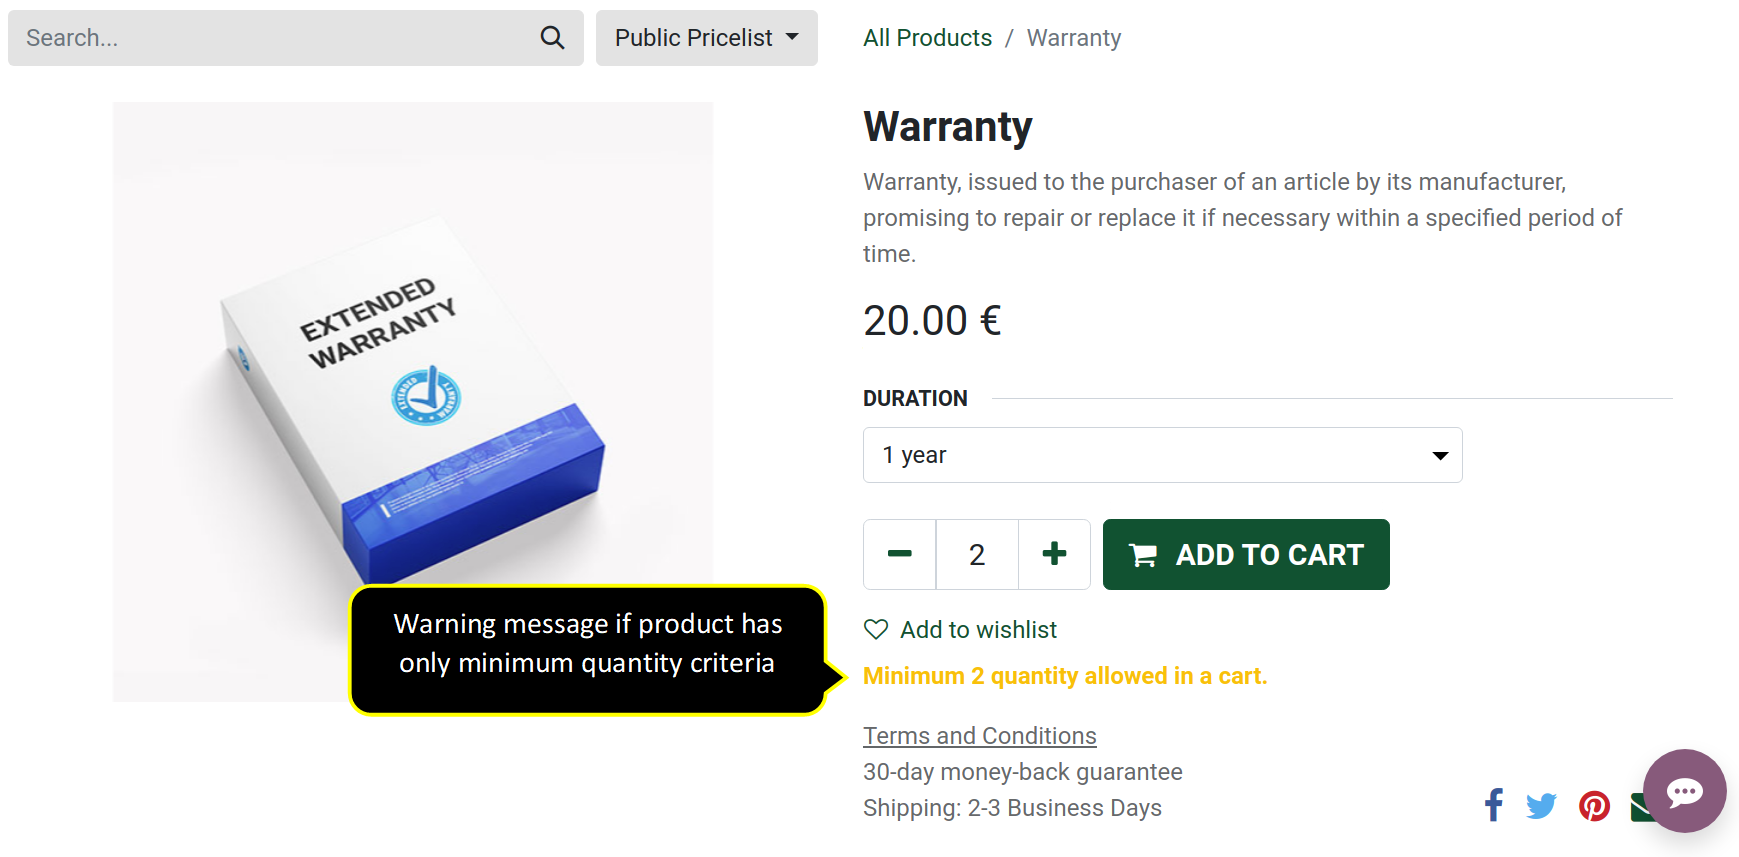 Search...
Public Pricelist
All Products / Warranty
EXTENDED
WARRANTY
Warranty
Warranty, issued to the purchaser of an article by its manufacturer,
promising to repair or replace it if necessary within a specified period of
time.
20.00 €
DURATION
1 year
2
ADD TO CART
Add to wishlist
Warning message if product has
only minimum quantity criteria
Minimum 2 quantity allowed in a cart.
Terms and Conditions
30-day money-back guarantee
Shipping: 2-3 Business Days